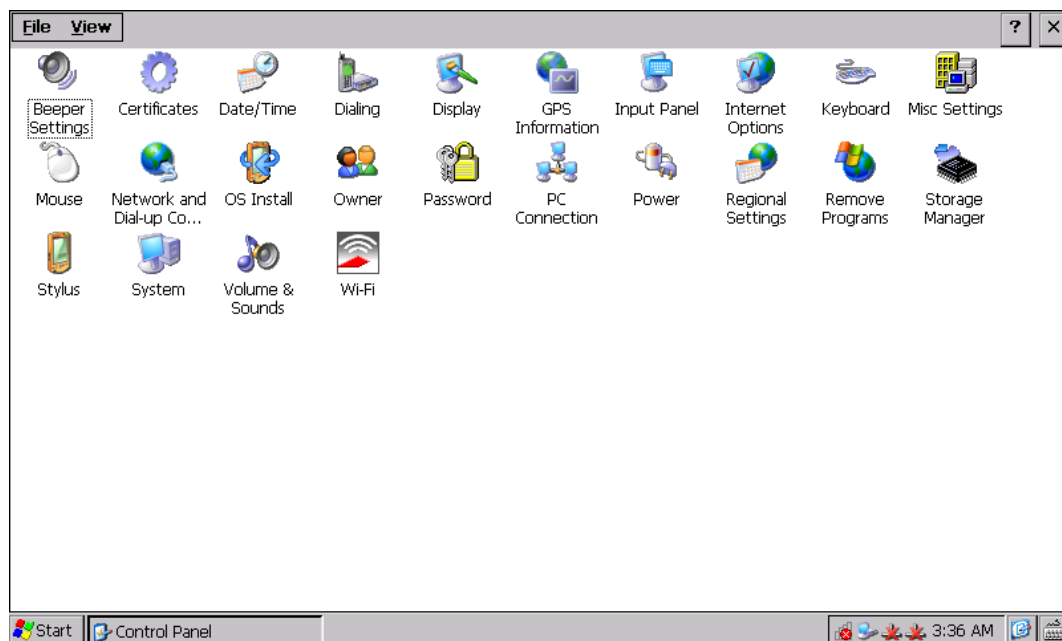 File View ? ×
Beeper Settings
Certificates
Date/Time
Dialing
Display
GPS Information
Input Panel
Internet Options
Keyboard
Misc Settings
Mouse
Network and Dial-up Co...
OS Install
Owner
Password
PC Connection
Power
Regional Settings
Remove Programs
Storage Manager
Stylus
System
Volume & Sounds
Wi-Fi
Start Control Panel 3:36 AM